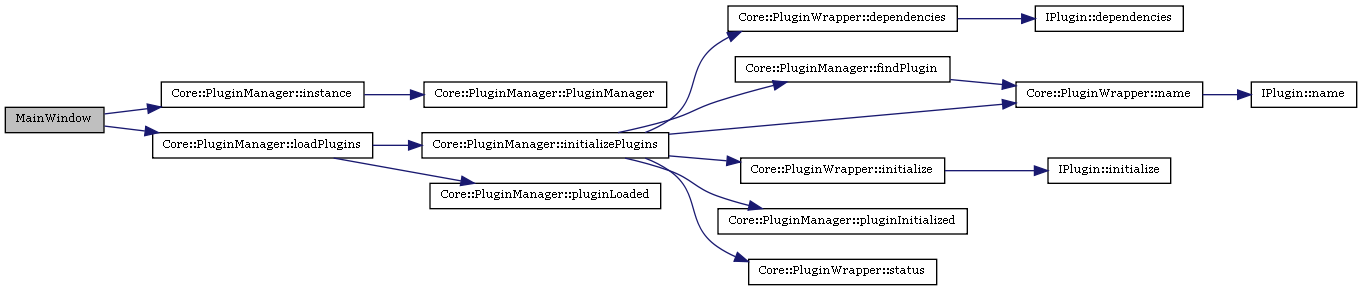 MainWindow
Core::PluginManager::instance
Core::PluginManager::PluginManager
Core::PluginManager::loadPlugins
Core::PluginManager::initializePlugins
Core::PluginManager::pluginLoaded
Core::PluginWrapper::dependencies
IPlugin::dependencies
Core::PluginManager::findPlugin
Core::PluginWrapper::name
IPlugin::name
Core::PluginWrapper::initialize
IPlugin::initialize
Core::PluginManager::pluginInitialized
Core::PluginWrapper::status